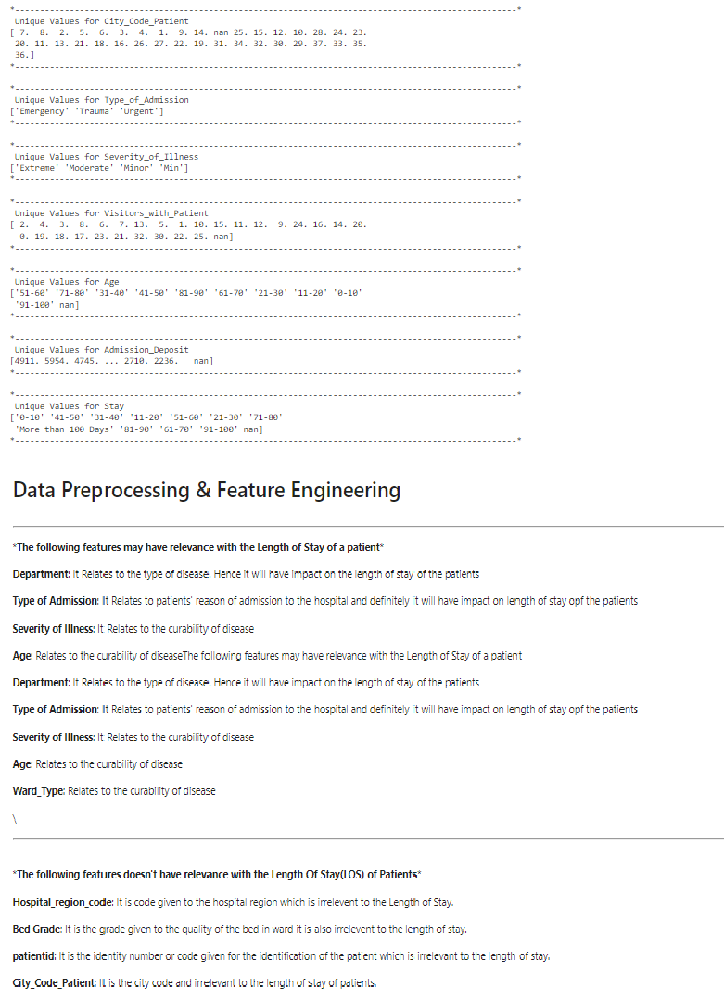 *----------------------------------------------------------------------------------------------------*
Unique Values for City_Code_Patient
[ 7.  8.  2.  5.  6.  3.  4.  1.  9. 14. nan 25. 15. 12. 10. 28. 24. 23.
20. 11. 13. 21. 18. 16. 26. 27. 22. 19. 31. 34. 32. 30. 29. 37. 33. 35.
36.]
*----------------------------------------------------------------------------------------------------*
*----------------------------------------------------------------------------------------------------*
Unique Values for Type_of_Admission
['Emergency' 'Trauma' 'Urgent']
*----------------------------------------------------------------------------------------------------*
*----------------------------------------------------------------------------------------------------*
Unique Values for Severity_of_Illness
['Extreme' 'Moderate' 'Minor' 'Min']
*----------------------------------------------------------------------------------------------------*
*----------------------------------------------------------------------------------------------------*
Unique Values for Visitors_with_Patient
[ 2.  4.  3.  8.  6.  7. 13.  5.  1. 10. 15. 11. 12.  9. 24. 16. 14. 20.
0. 19. 18. 17. 23. 21. 32. 30. 22. 25. nan]
*----------------------------------------------------------------------------------------------------*
*----------------------------------------------------------------------------------------------------*
Unique Values for Age
['51-60' '71-80' '31-40' '41-50' '81-90' '61-70' '21-30' '11-20' '0-10'
'91-100' nan]
*----------------------------------------------------------------------------------------------------*
*----------------------------------------------------------------------------------------------------*
Unique Values for Admission_Deposit
[4911. 5954. 4745. ... 2710. 2236.   nan]
*----------------------------------------------------------------------------------------------------*
*----------------------------------------------------------------------------------------------------*
Unique Values for Stay
['0-10' '41-50' '31-40' '11-20' '51-60' '21-30' '71-80'
'More than 100 Days' '81-90' '61-70' '91-100' nan]
*----------------------------------------------------------------------------------------------------*
Data Preprocessing & Feature Engineering
*The following features may have relevance with the Length of Stay of a patient*
Department: It Relates to the type of disease. Hence it will have impact on the length of stay of the patients
Type of Admission: It Relates to patients' reason of admission to the hospital and definitely it will have impact on length of stay opf the patients
Severity of Illness: It Relates to the curability of disease
Age: Relates to the curability of diseaseThe following features may have relevance with the Length of Stay of a patient
Department: It Relates to the type of disease. Hence it will have impact on the length of stay of the patients
Type of Admission: It Relates to patients' reason of admission to the hospital and definitely it will have impact on length of stay opf the patients
Severity of Illness: It Relates to the curability of disease
Age: Relates to the curability of disease
Ward_Type: Relates to the curability of disease
\
*The following features doesn't have relevance with the Length Of Stay(LOS) of Patients*
Hospital_region_code: It is code given to the hospital region which is irrelevent to the Length of Stay.
Bed Grade: It is the grade given to the quality of the bed in ward it is also irrelevent to the length of stay.
patientid: It is the identity number or code given for the identification of the patient which is irrelevant to the length of stay.
City_Code_Patient: It is the city code and irrelevant to the length of stay of patients.